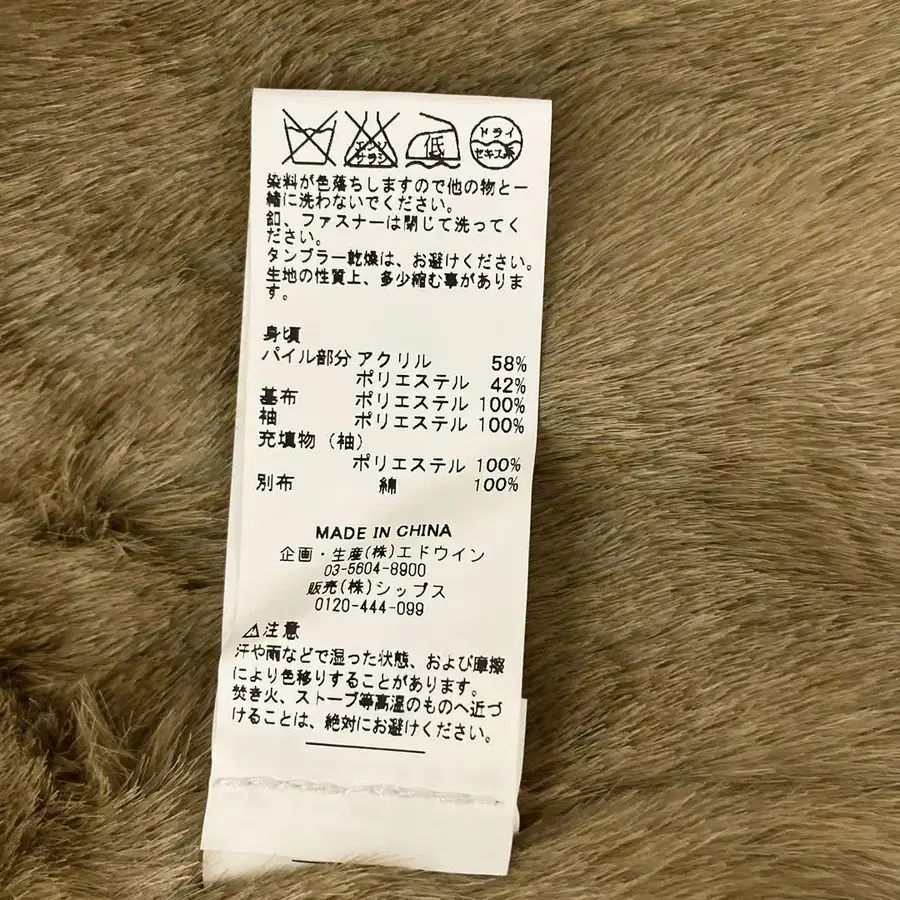 エンソ
サラシ
低
ドライ
セキユ系
染料が色落ちしますので他の物と一
緒に洗わないでください。
釦、ファスナーは閉じて洗ってく
ださい。
タンブラー乾燥は、お避けください。
生地の性質上、多少縮む事がありま
す。
身頃
パイル部分 アクリル 58%
ポリエステル 42%
基布 ポリエステル 100%
袖 ポリエステル 100%
充填物（袖）
ポリエステル 100%
別布 綿 100%
MADE IN CHINA
企画・生産(株)エドウイン
03-5604-8900
販売(株)シップス
0120-444-099
⚠注意
汗や雨などで湿った状態、および摩擦
により色移りすることがあります。
焚き火、ストーブ等高温のものへ近づ
けることは、絶対にお避けください。